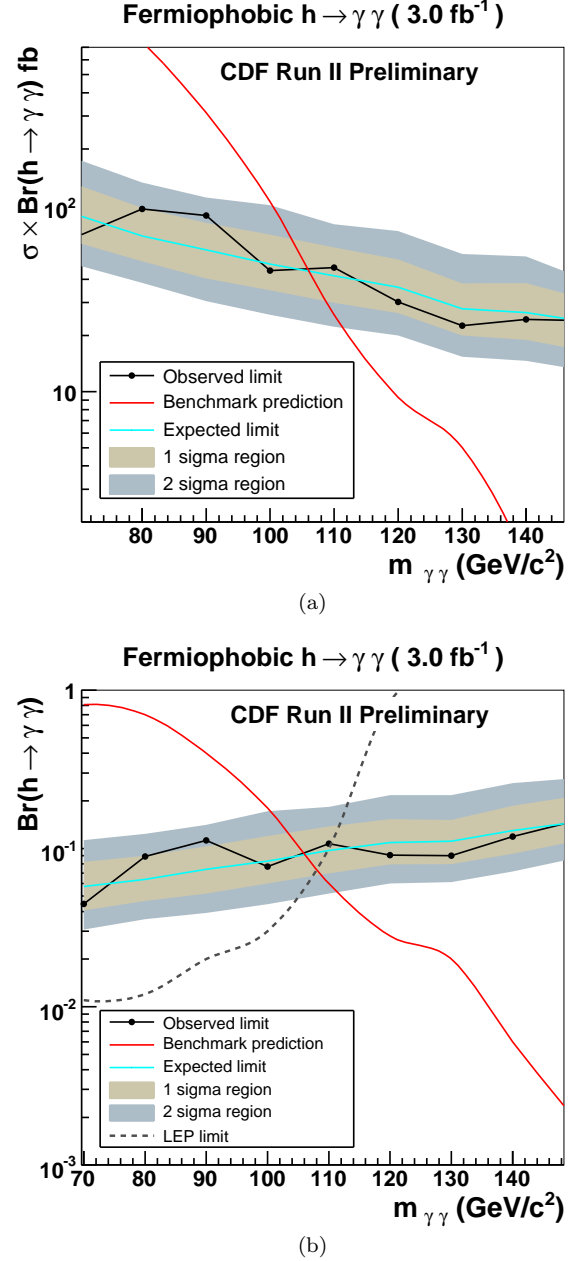 Fermiophobic h → γ γ ( 3.0 fb⁻¹ )
CDF Run II Preliminary
σ × Br(h → γ γ) fb
10²
10
Observed limit
Benchmark prediction
Expected limit
1 sigma region
2 sigma region
80 90 100 110 120 130 140
m γ γ (GeV/c²)
(a)
Fermiophobic h → γ γ ( 3.0 fb⁻¹ )
CDF Run II Preliminary
Br(h → γ γ)
1
10⁻¹
10⁻²
10⁻³
Observed limit
Benchmark prediction
Expected limit
1 sigma region
2 sigma region
LEP limit
70 80 90 100 110 120 130 140
m γ γ (GeV/c²)
(b)